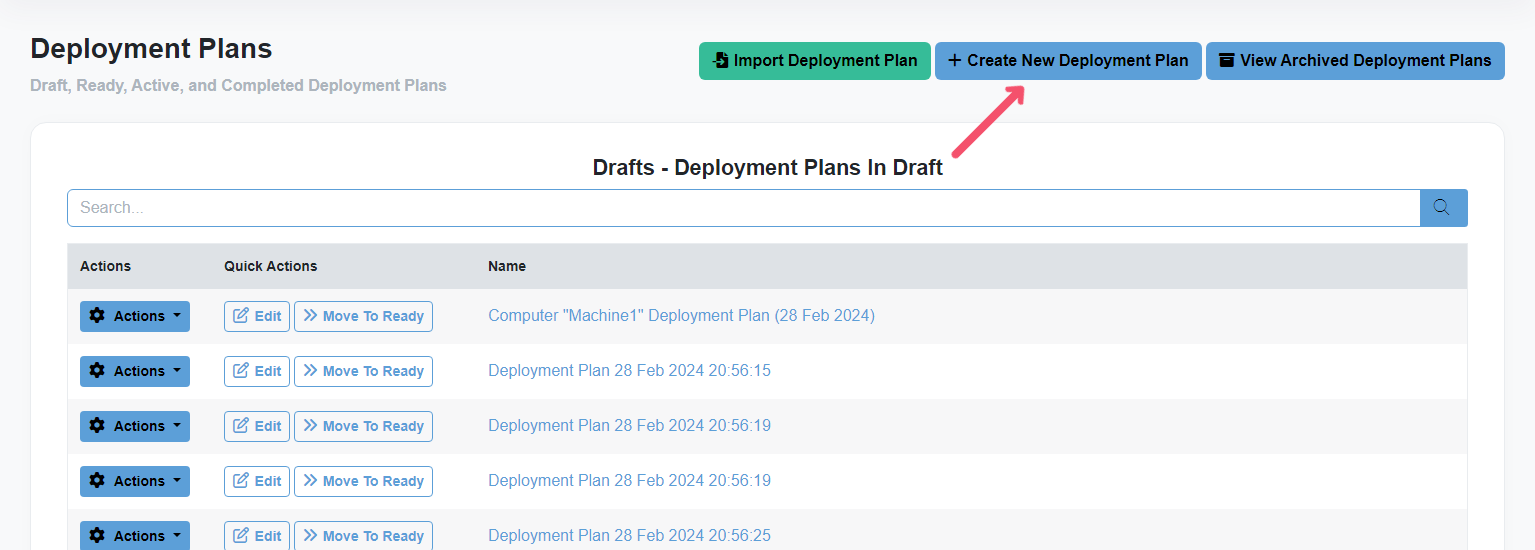 Deployment Plans
Draft, Ready, Active, and Completed Deployment Plans
Import Deployment Plan
Create New Deployment Plan
View Archived Deployment Plans
Drafts - Deployment Plans In Draft
Search...
Actions Quick Actions Name
Actions Edit Move To Ready Computer "Machine1" Deployment Plan (28 Feb 2024)
Actions Edit Move To Ready Deployment Plan 28 Feb 2024 20:56:15
Actions Edit Move To Ready Deployment Plan 28 Feb 2024 20:56:19
Actions Edit Move To Ready Deployment Plan 28 Feb 2024 20:56:19
Actions Edit Move To Ready Deployment Plan 28 Feb 2024 20:56:25